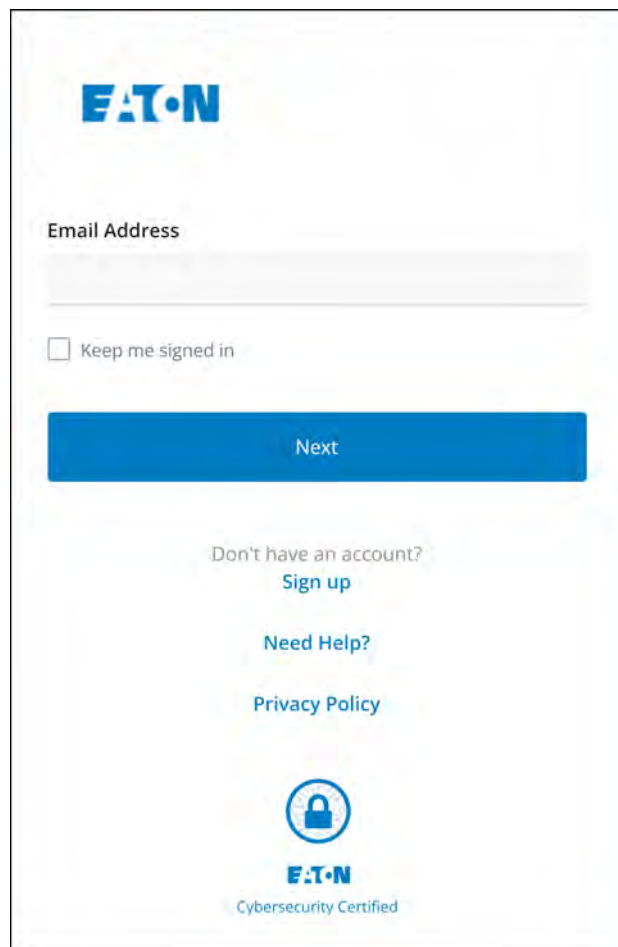 EATON
Email Address
Keep me signed in
Next
Don't have an account?
Sign up
Need Help?
Privacy Policy
EATON
Cybersecurity Certified